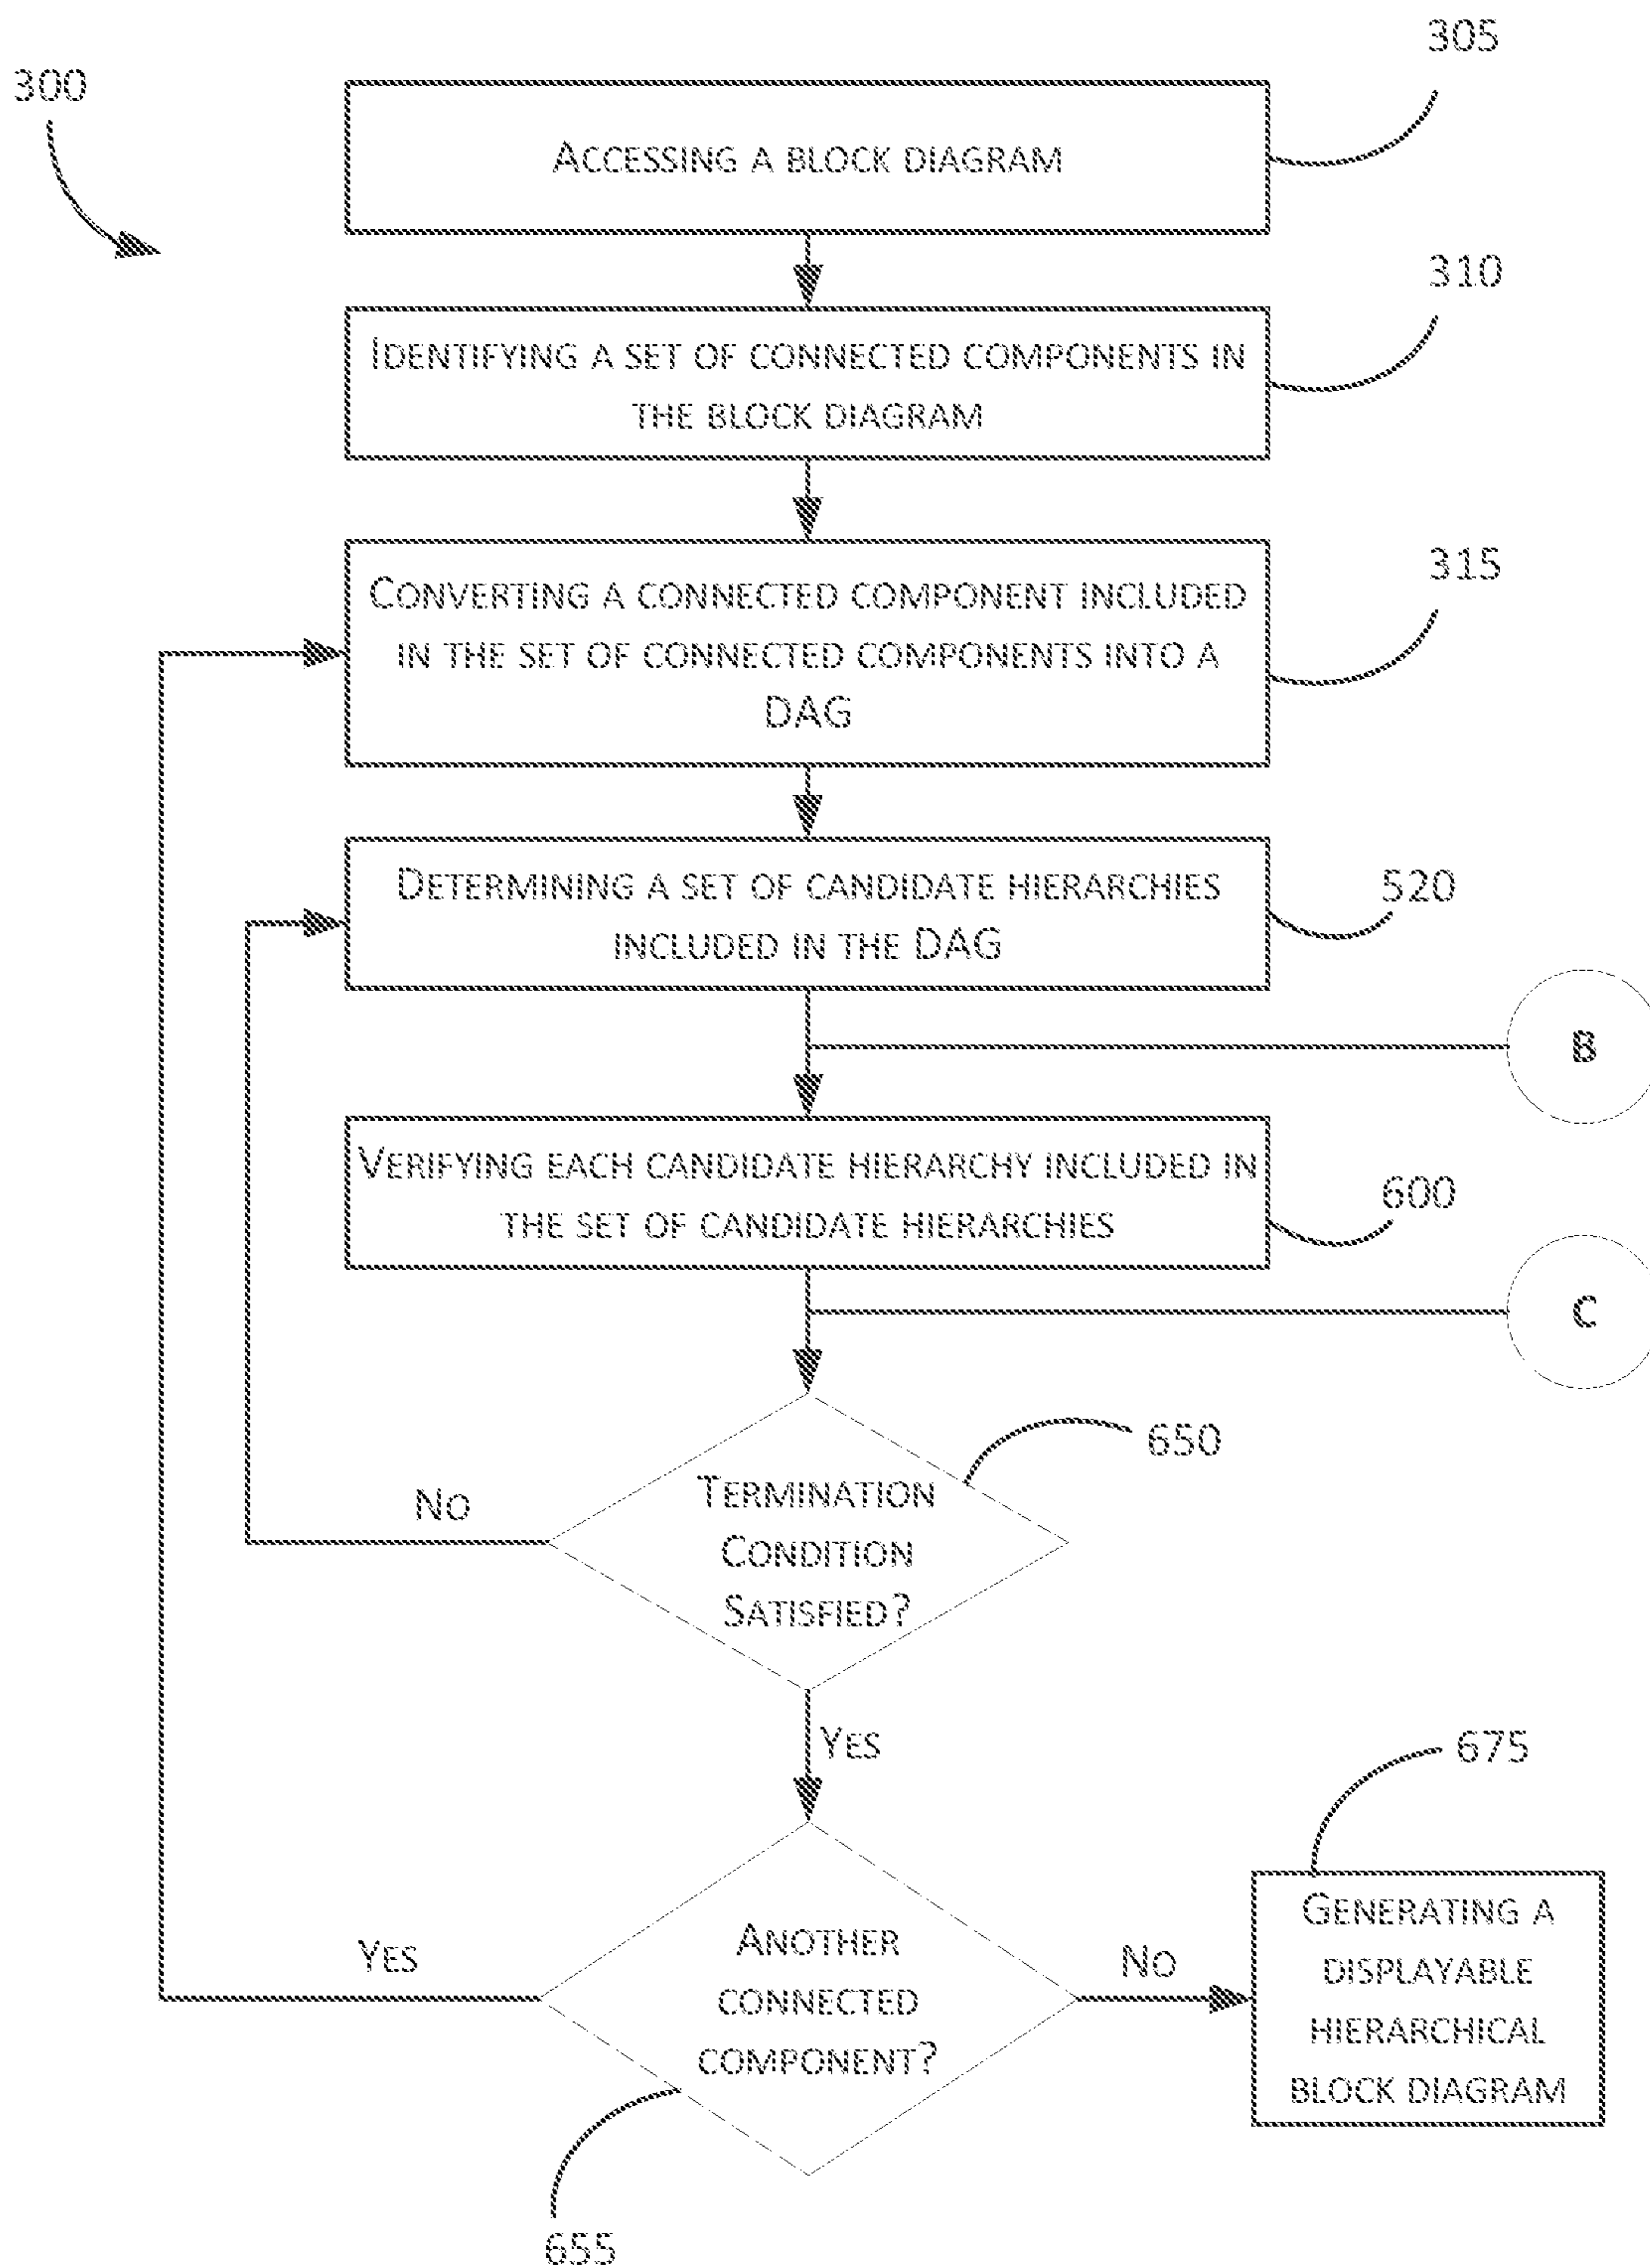 305
300
ACCESSING A BLOCK DIAGRAM
310
IDENTIFYING A SET OF CONNECTED COMPONENTS IN
THE BLOCK DIAGRAM
315
CONVERTING A CONNECTED COMPONENT INCLUDED
IN THE SET OF CONNECTED COMPONENTS INTO A
DAG
520
DETERMINING A SET OF CANDIDATE HIERARCHIES
INCLUDED IN THE DAG
B
VERIFYING EACH CANDIDATE HIERARCHY INCLUDED IN
THE SET OF CANDIDATE HIERARCHIES
600
C
650
NO
TERMINATION
CONDITION
SATISFIED?
YES
675
YES
ANOTHER
CONNECTED
COMPONENT?
NO
GENERATING A
DISPLAYABLE
HIERARCHICAL
BLOCK DIAGRAM
655